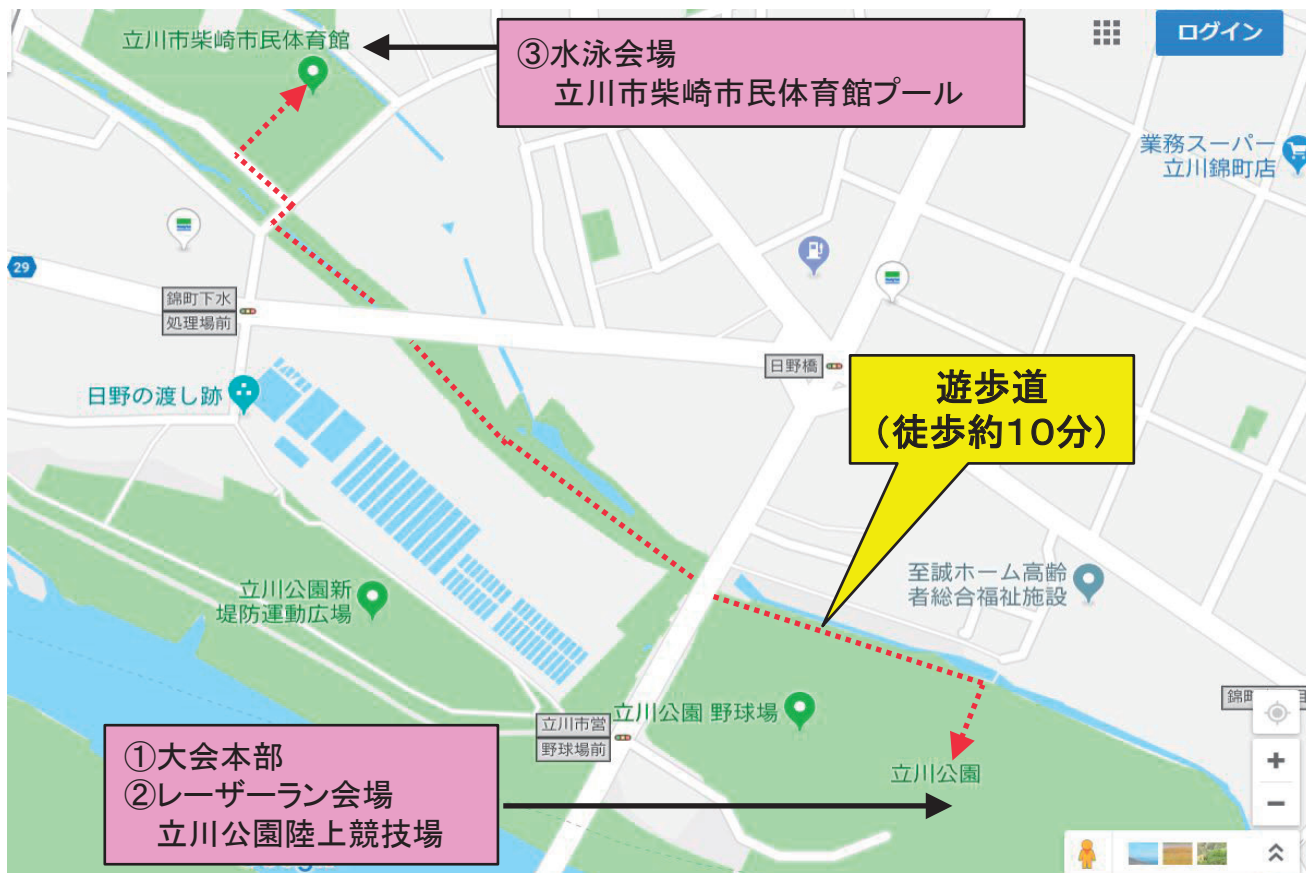 立川市柴崎市民体育館
③水泳会場
立川市柴崎市民体育館プール
ログイン
業務スーパー
立川錦町店
29
錦町下水
処理場前
日野橋
日野の渡し跡
遊歩道
(徒歩約10分)
至誠ホーム高齢
者総合福祉施設
立川公園新
堤防運動広場
立川公園 野球場
立川市営
野球場前
立川公園
①大会本部
②レーザーラン会場
立川公園陸上競技場